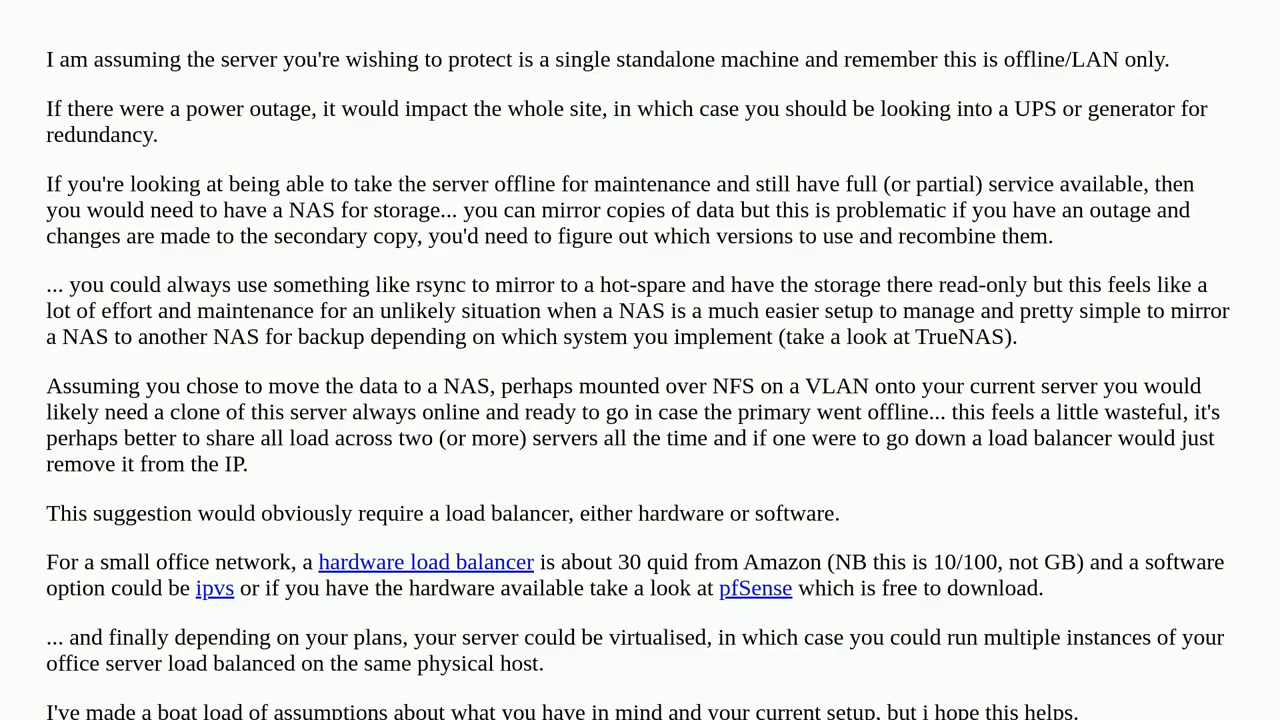 I am assuming the server you're wishing to protect is a single standalone machine and remember this is offline/LAN only.
If there were a power outage, it would impact the whole site, in which case you should be looking into a UPS or generator for
redundancy.
If you're looking at being able to take the server offline for maintenance and still have full (or partial) service available, then
you would need to have a NAS for storage... you can mirror copies of data but this is problematic if you have an outage and
changes are made to the secondary copy, you'd need to figure out which versions to use and recombine them.
... you could always use something like rsync to mirror to a hot-spare and have the storage there read-only but this feels like a
lot of effort and maintenance for an unlikely situation when a NAS is a much easier setup to manage and pretty simple to mirror
a NAS to another NAS for backup depending on which system you implement (take a look at TrueNAS).
Assuming you chose to move the data to a NAS, perhaps mounted over NFS on a VLAN onto your current server you would
likely need a clone of this server always online and ready to go in case the primary went offline... this feels a little wasteful, it's
perhaps better to share all load across two (or more) servers all the time and if one were to go down a load balancer would just
remove it from the IP.
This suggestion would obviously require a load balancer, either hardware or software.
For a small office network, a hardware load balancer is about 30 quid from Amazon (NB this is 10/100, not GB) and a software
option could be ipvs or if you have the hardware available take a look at pfSense which is free to download.
... and finally depending on your plans, your server could be virtualised, in which case you could run multiple instances of your
office server load balanced on the same physical host.
I've made a boat load of assumptions about what you have in mind and your current setup, but i hope this helps.